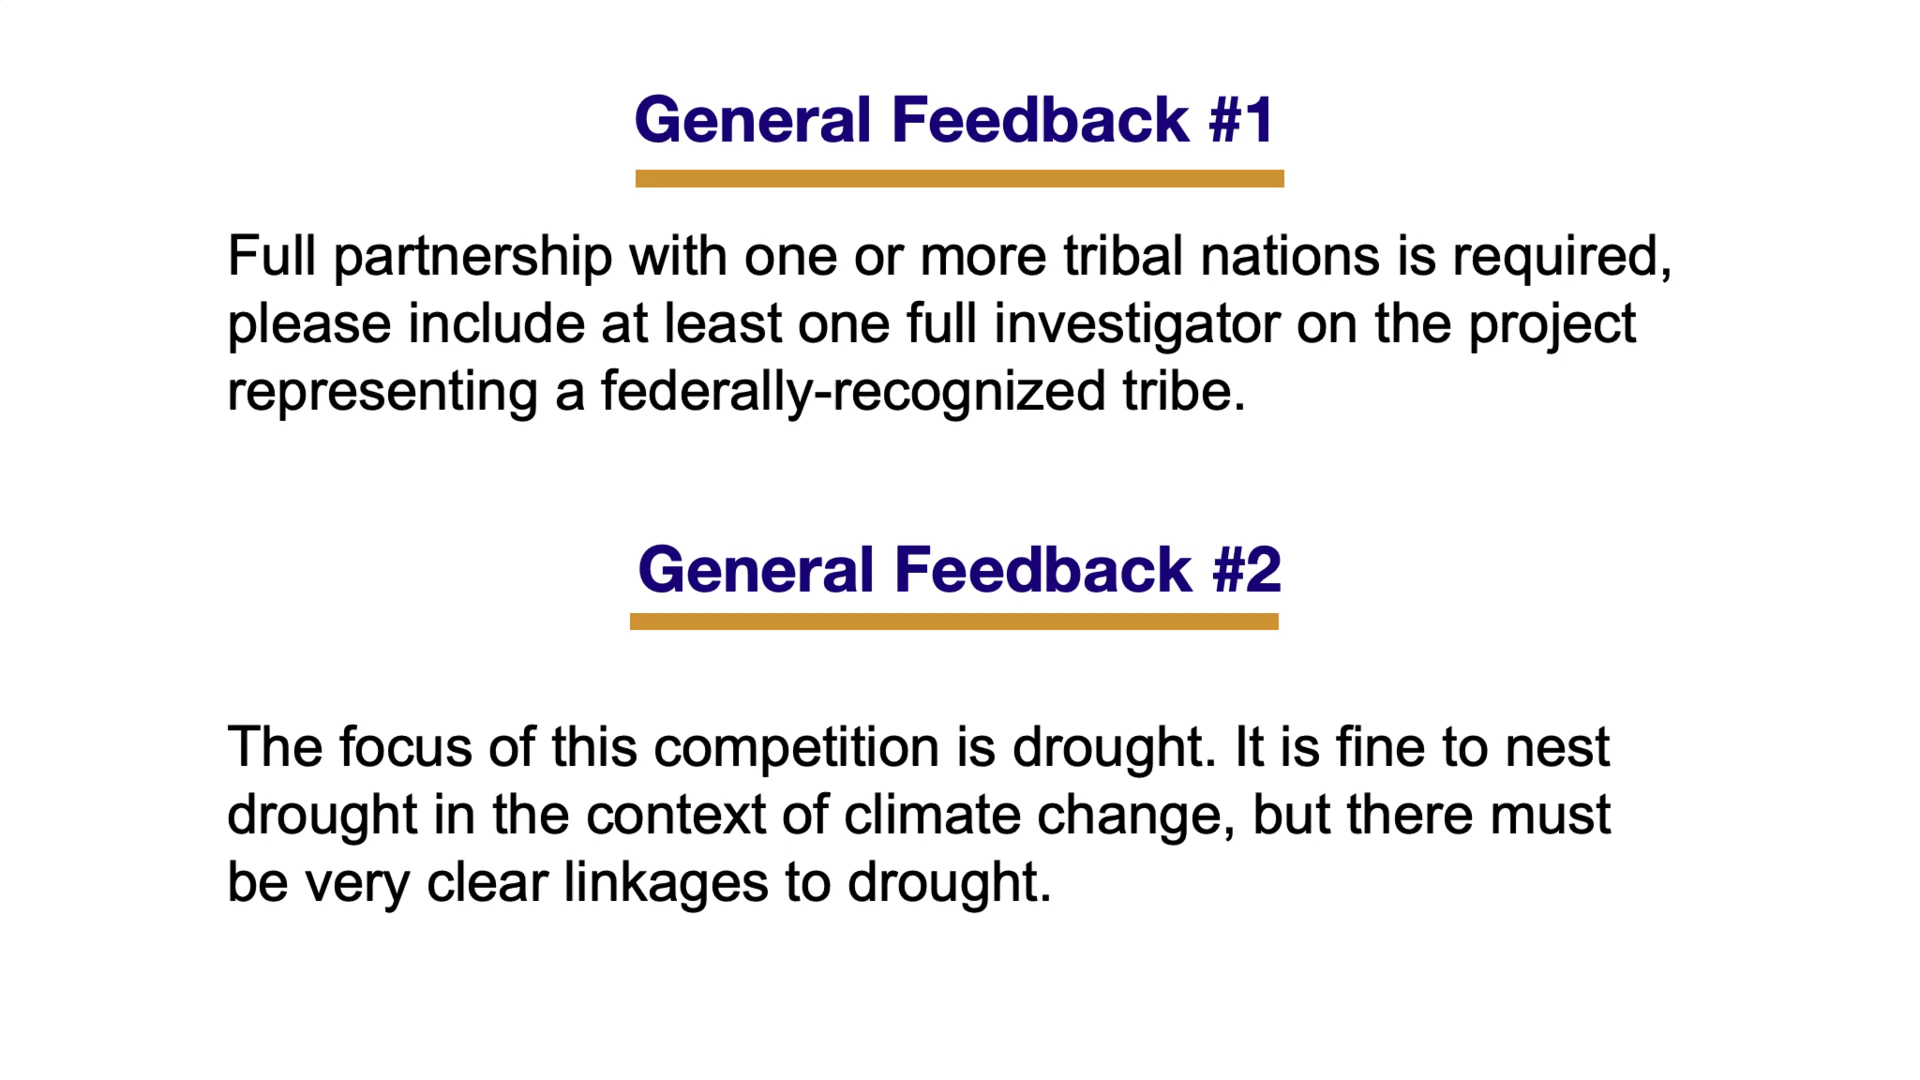 General Feedback #1
Full partnership with one or more tribal nations is required,
please include at least one full investigator on the project
representing a federally-recognized tribe.
General Feedback #2
The focus of this competition is drought. It is fine to nest
drought in the context of climate change, but there must
be very clear linkages to drought.